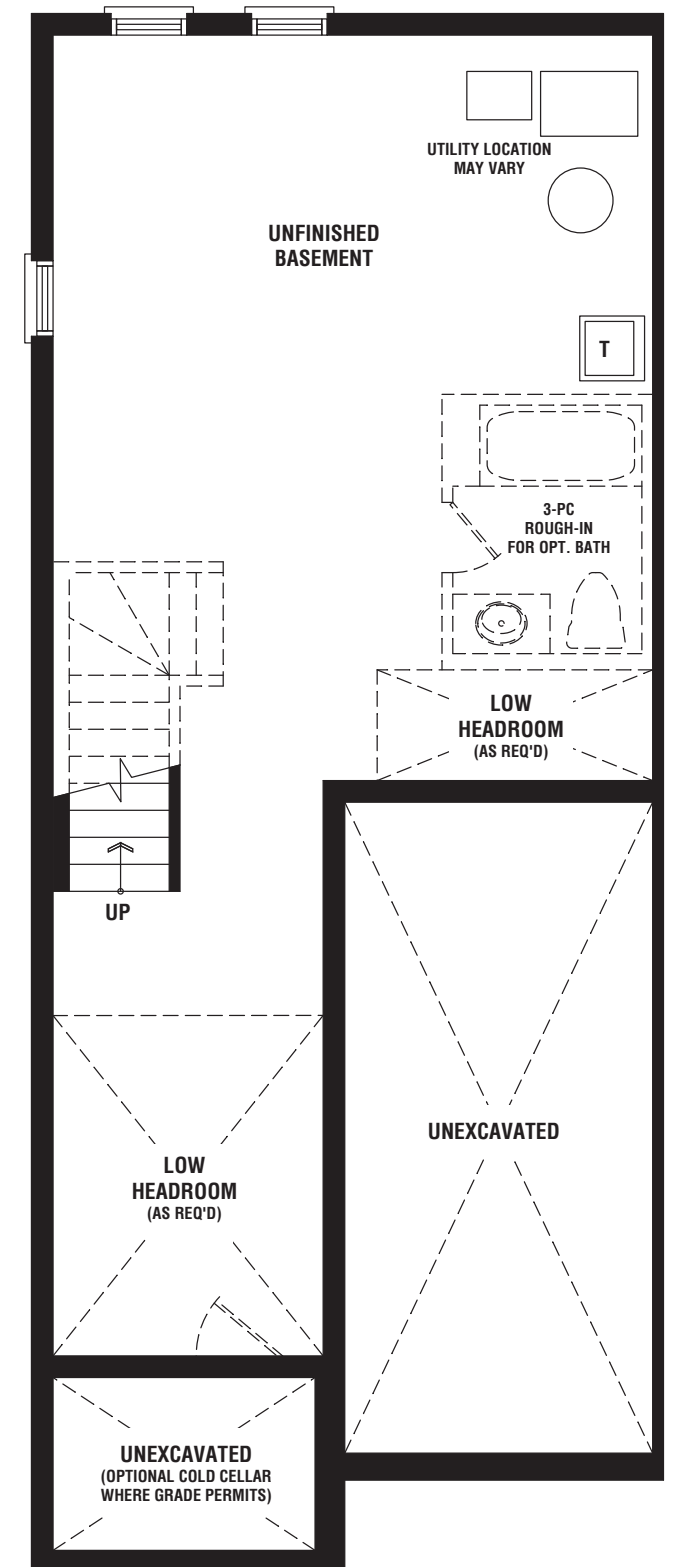 UTILITY LOCATION
MAY VARY
UNFINISHED
BASEMENT
T
3-PC
ROUGH-IN
FOR OPT. BATH
LOW
HEADROOM
(AS REQ'D)
UP
UNEXCAVATED
LOW
HEADROOM
(AS REQ'D)
UNEXCAVATED
(OPTIONAL COLD CELLAR
WHERE GRADE PERMITS)